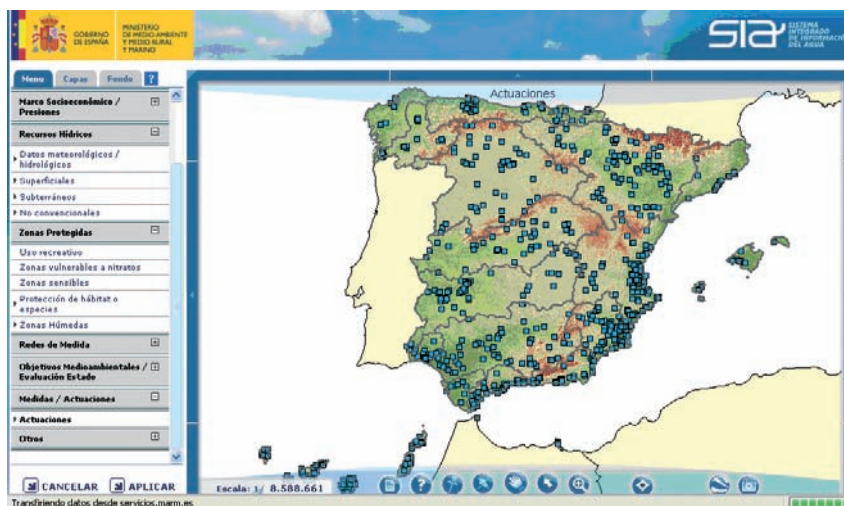 GOBIERNO
DE ESPAÑA
MINISTERIO
DE MEDIO AMBIENTE
Y MEDIO RURAL
Y MARINO
sia
SISTEMA
INTEGRADO
DE INFORMACIÓ
DEL AGUA
Menu Capas Fondo ?
Marco Socioeconómico /
Presiones
Recursos Hídricos
Datos meteorológicos /
hidrológicos
Superficiales
Subterráneos
No convencionales
Zonas Protegidas
Uso recreativo
Zonas vulnerables a nitratos
Zonas sensibles
Protección de hábitat o
especies
Zonas Húmedas
Redes de Medida
Objetivos Medioambientales /
Evaluación Estado
Medidas / Actuaciones
Actuaciones
Otros
CANCELAR APLICAR
Actuaciones
Escala: 1/ 8.588.661
Transfiriendo datos desde servicios.marm.es